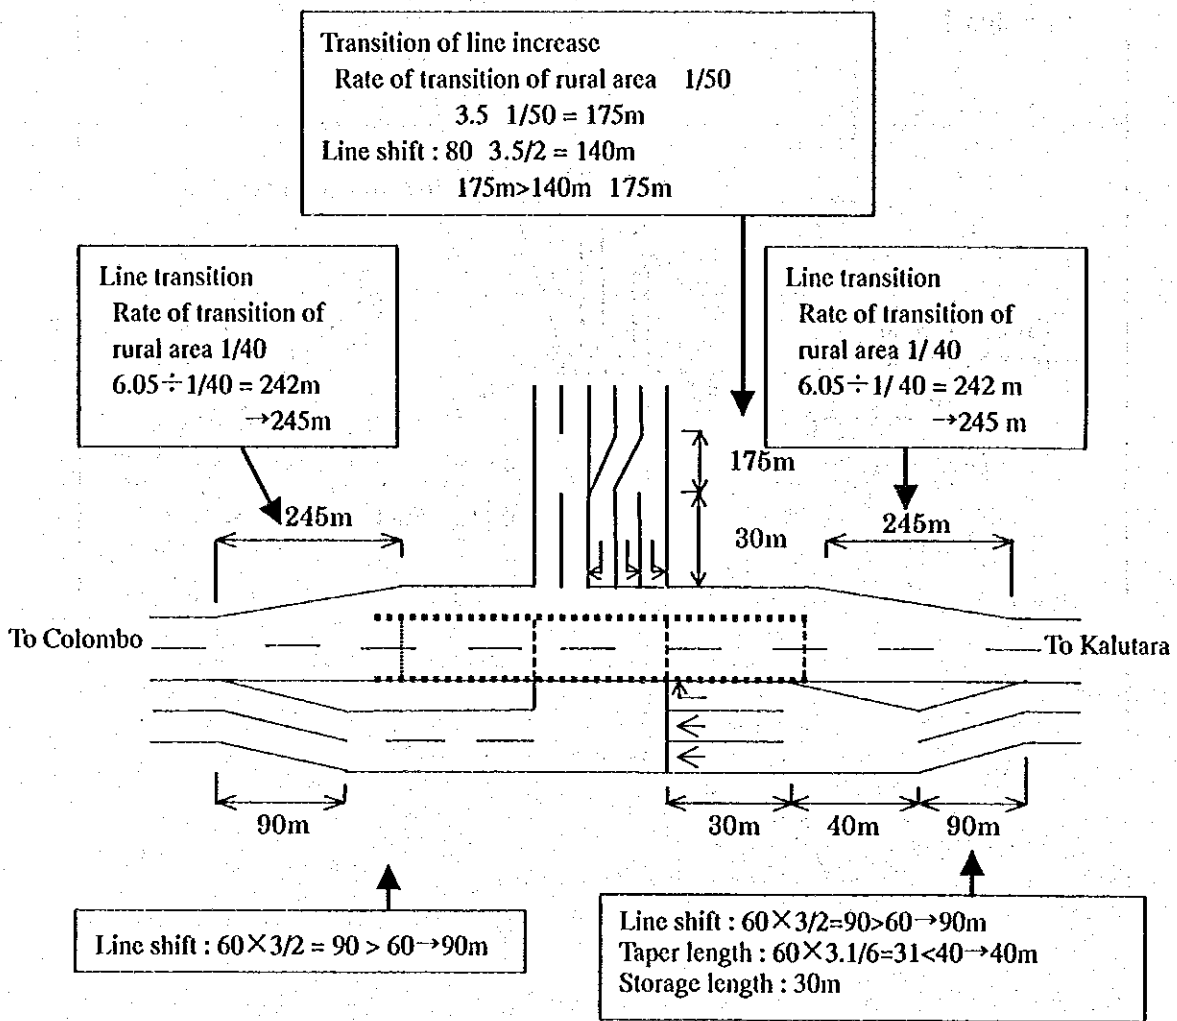 Transition of line increase
Rate of transition of rural area 1/50
3.5 1/50 = 175m
Line shift : 80 3.5/2 = 140m
175m>140m 175m
Line transition
Rate of transition of
rural area 1/40
6.05÷1/40 = 242m
→245m
Line transition
Rate of transition of
rural area 1/ 40
6.05÷1/ 40 = 242 m
→245 m
175m
245m
30m
245m
To Colombo
To Kalutara
90m
30m
40m
90m
Line shift : 60×3/2 = 90 > 60→90m
Line shift : 60×3/2=90>60→90m
Taper length : 60×3.1/6=31<40→40m
Storage length : 30m